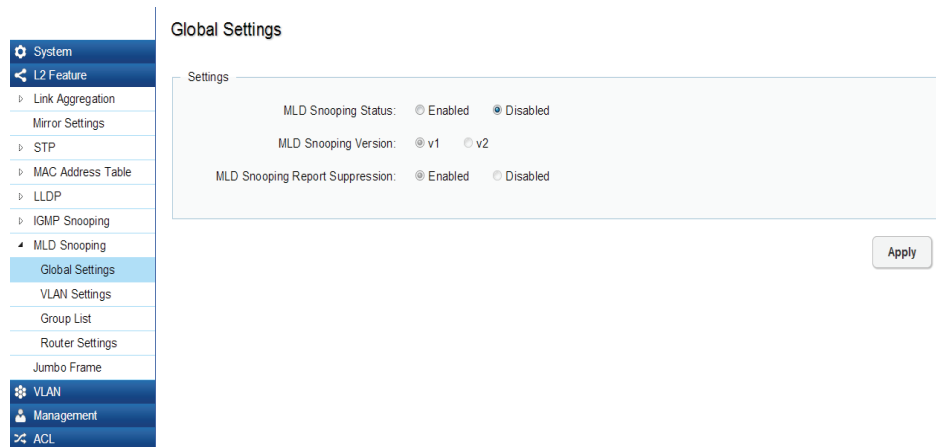 Global Settings
System
L2 Feature
Link Aggregation
Mirror Settings
STP
MAC Address Table
LLDP
IGMP Snooping
MLD Snooping
Global Settings
VLAN Settings
Group List
Router Settings
Jumbo Frame
VLAN
Management
ACL
Settings
MLD Snooping Status: Enabled Disabled
MLD Snooping Version: v1 v2
MLD Snooping Report Suppression: Enabled Disabled
Apply